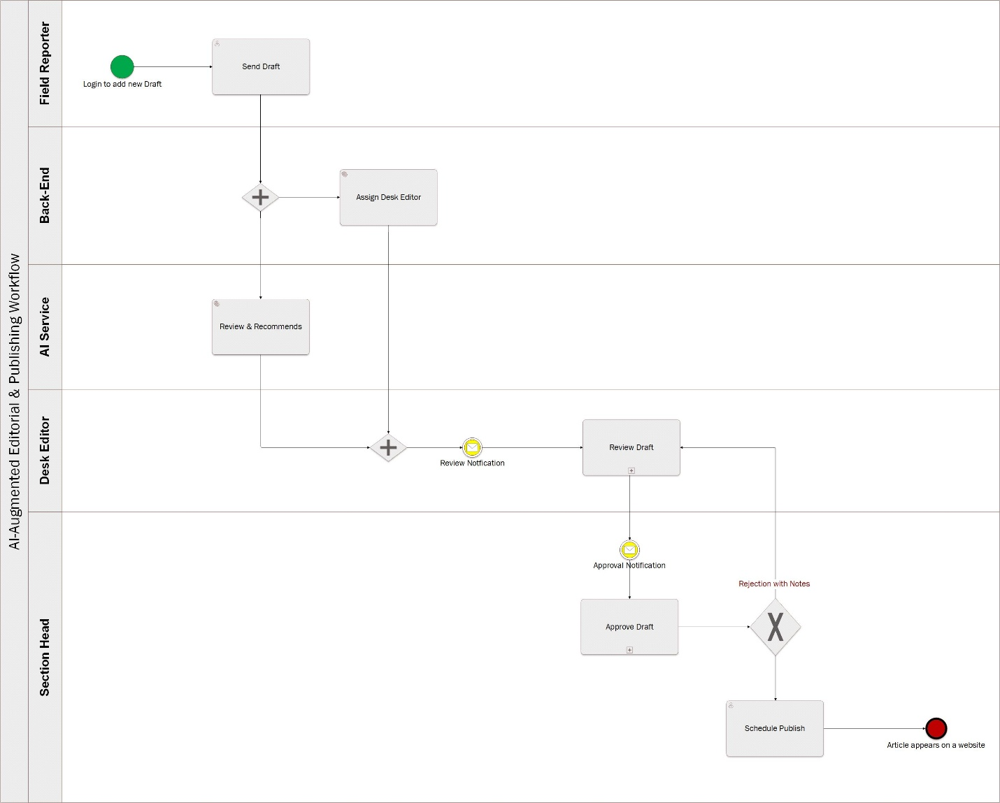 AI-Augmented Editorial & Publishing Workflow
Field Reporter
Login to add new Draft
Send Draft
Back-End
Assign Desk Editor
AI Service
Review & Recommends
Desk Editor
Review Notfication
Review Draft
Section Head
Approval Notification
Rejection with Notes
Approve Draft
X
Schedule Publish
Article appears on a website